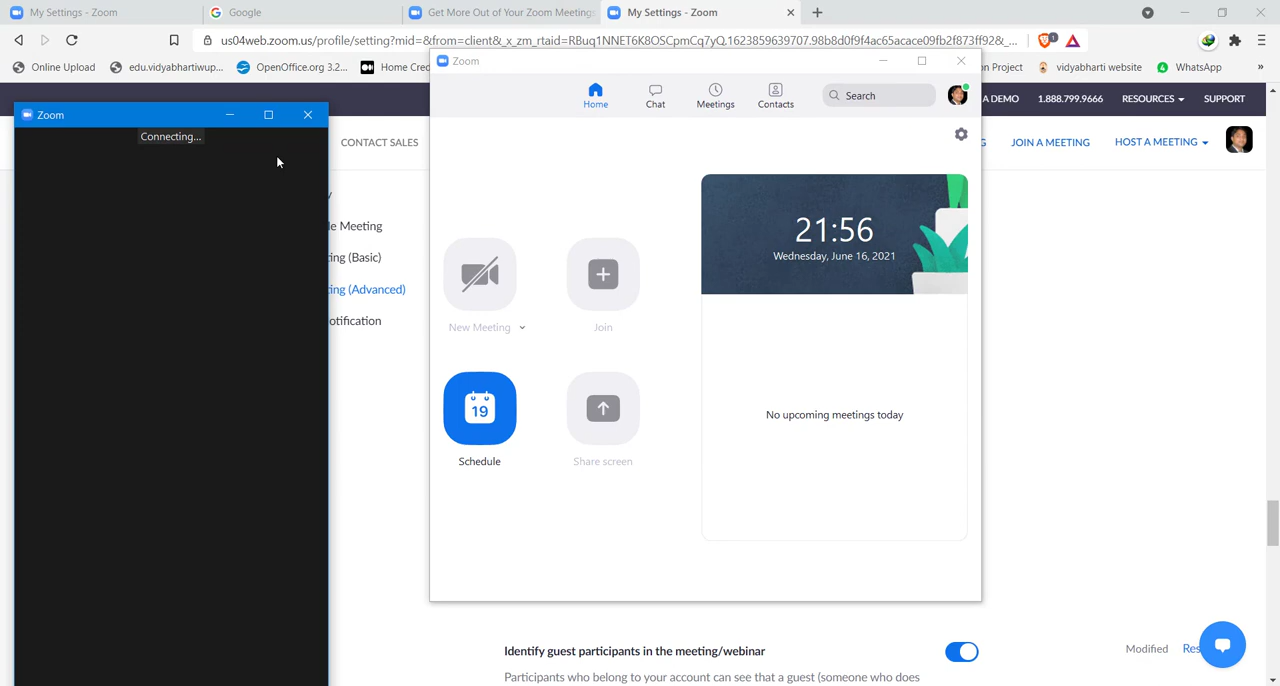 My Settings - Zoom
Google
Get More Out of Your Zoom Meetings
My Settings - Zoom
us04web.zoom.us/profile/setting?mid=&from=client&_x_zm_rtaid=RBuq1NNET6K8OSCpmCq7yQ.1623859639707.98b8d0f9f4ac65acace09fb2f873ff92&_...
1
Online Upload
edu.vidyabhartiwup...
OpenOffice.org 3.2...
Home Cred
on Project
vidyabharti website
WhatsApp
»
A DEMO
1.888.799.9666
RESOURCES
SUPPORT
CONTACT SALES
G
JOIN A MEETING
HOST A MEETING
Zoom
Connecting...
Zoom
Home
Chat
Meetings
Contacts
Search
New Meeting
Join
19
Schedule
Share screen
21:56
Wednesday, June 16, 2021
No upcoming meetings today
y
le Meeting
ting (Basic)
ting (Advanced)
otification
Identify guest participants in the meeting/webinar
Modified
Res
Participants who belong to your account can see that a guest (someone who does